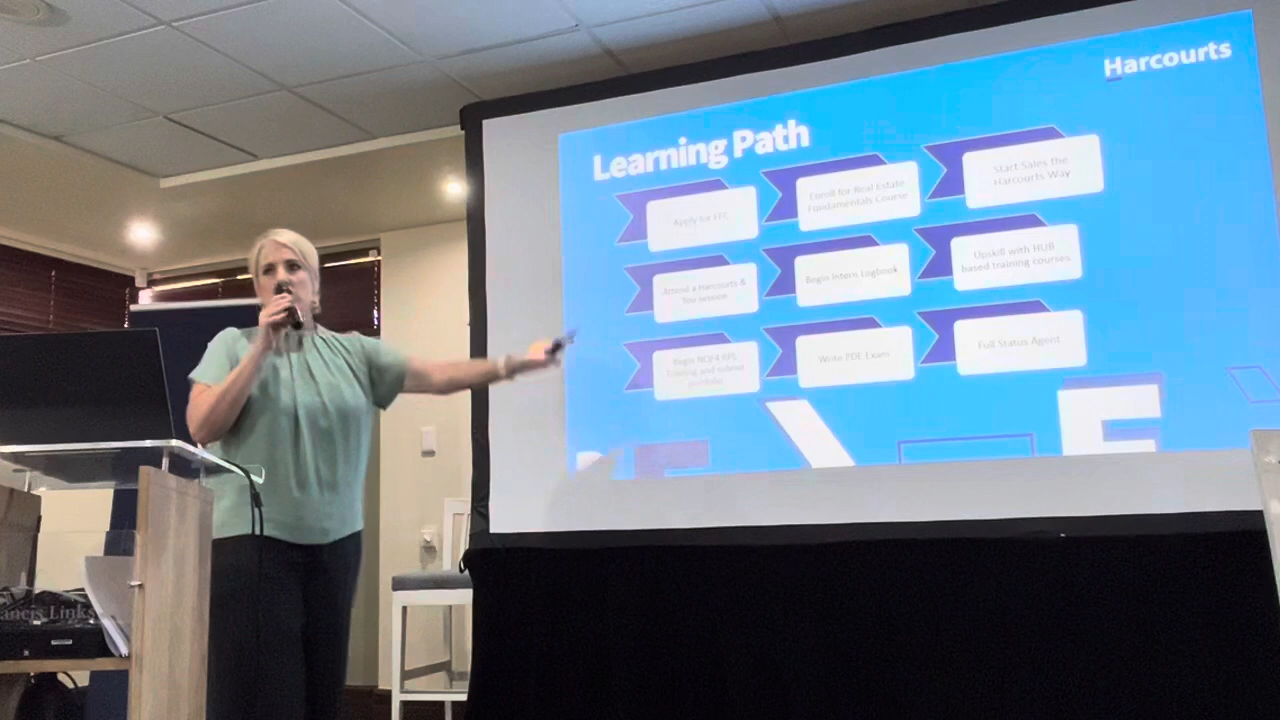 Harcourts
Learning Path
Apply for FFC
Enroll for Real Estate
Fundamentals Course
Start Sales the
Harcourts Way
Attend a Harcourts &
You session
Begin Intern Logbook
Upskill with HUB
based training courses
Begin NQF4 RPL
Training and submit
portfolio
Write PDE Exam
Full Status Agent
ancis Links